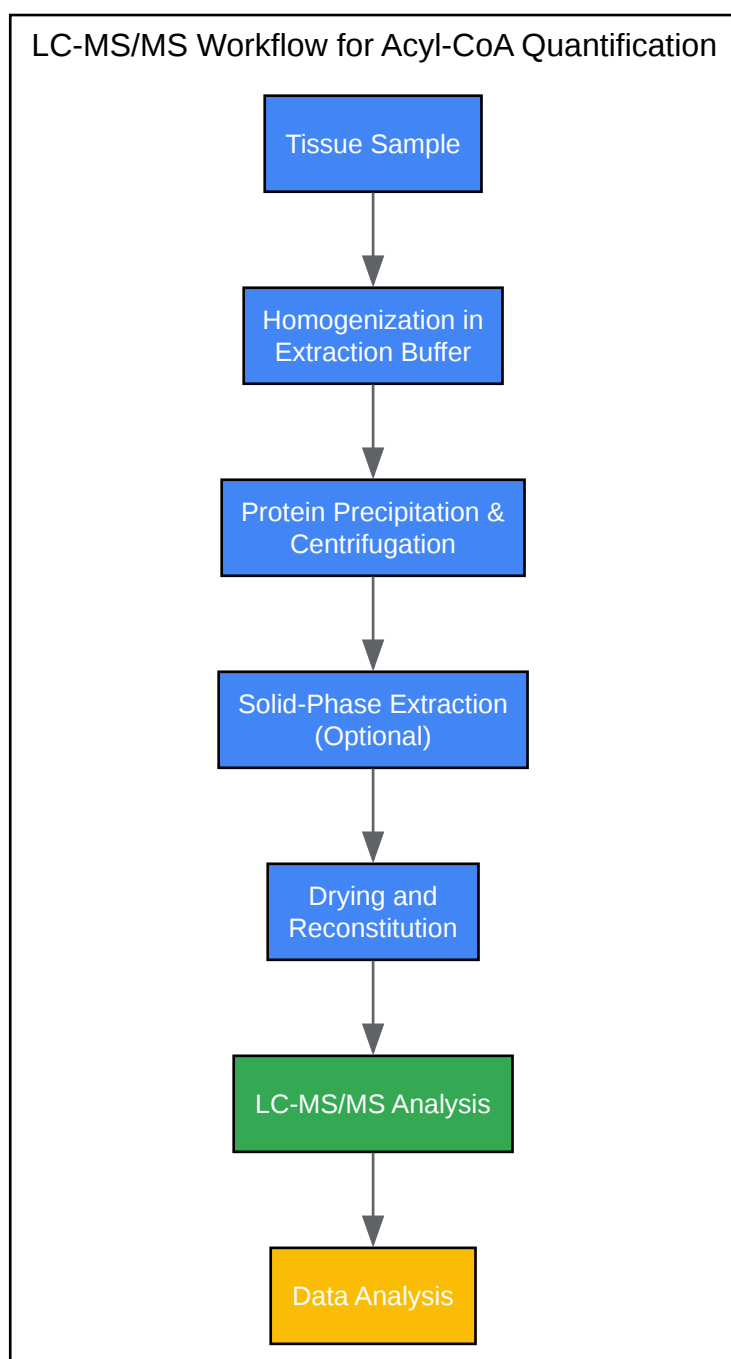 LC-MS/MS Workflow for Acyl-CoA Quantification
Tissue Sample
Homogenization in
Extraction Buffer
Protein Precipitation &
Centrifugation
Solid-Phase Extraction
(Optional)
Drying and
Reconstitution
LC-MS/MS Analysis
Data Analysis